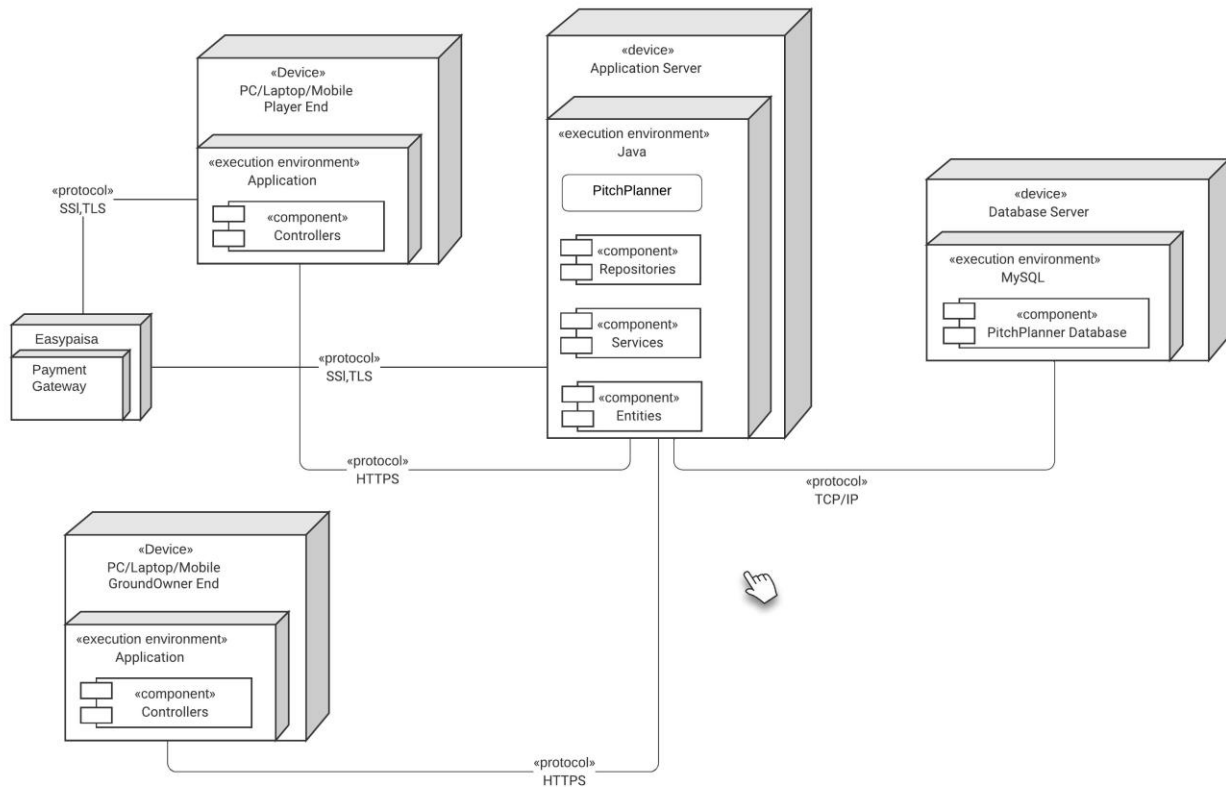 «Device»
PC/Laptop/Mobile
Player End
«execution environment»
Application
«component»
Controllers
«protocol»
SSl,TLS
Easypaisa
Payment
Gateway
«protocol»
SSl,TLS
«protocol»
HTTPS
«device»
Application Server
«execution environment»
Java
PitchPlanner
«component»
Repositories
«component»
Services
«component»
Entities
«device»
Database Server
«execution environment»
MySQL
«component»
PitchPlanner Database
«protocol»
TCP/IP
«Device»
PC/Laptop/Mobile
GroundOwner End
«execution environment»
Application
«component»
Controllers
«protocol»
HTTPS